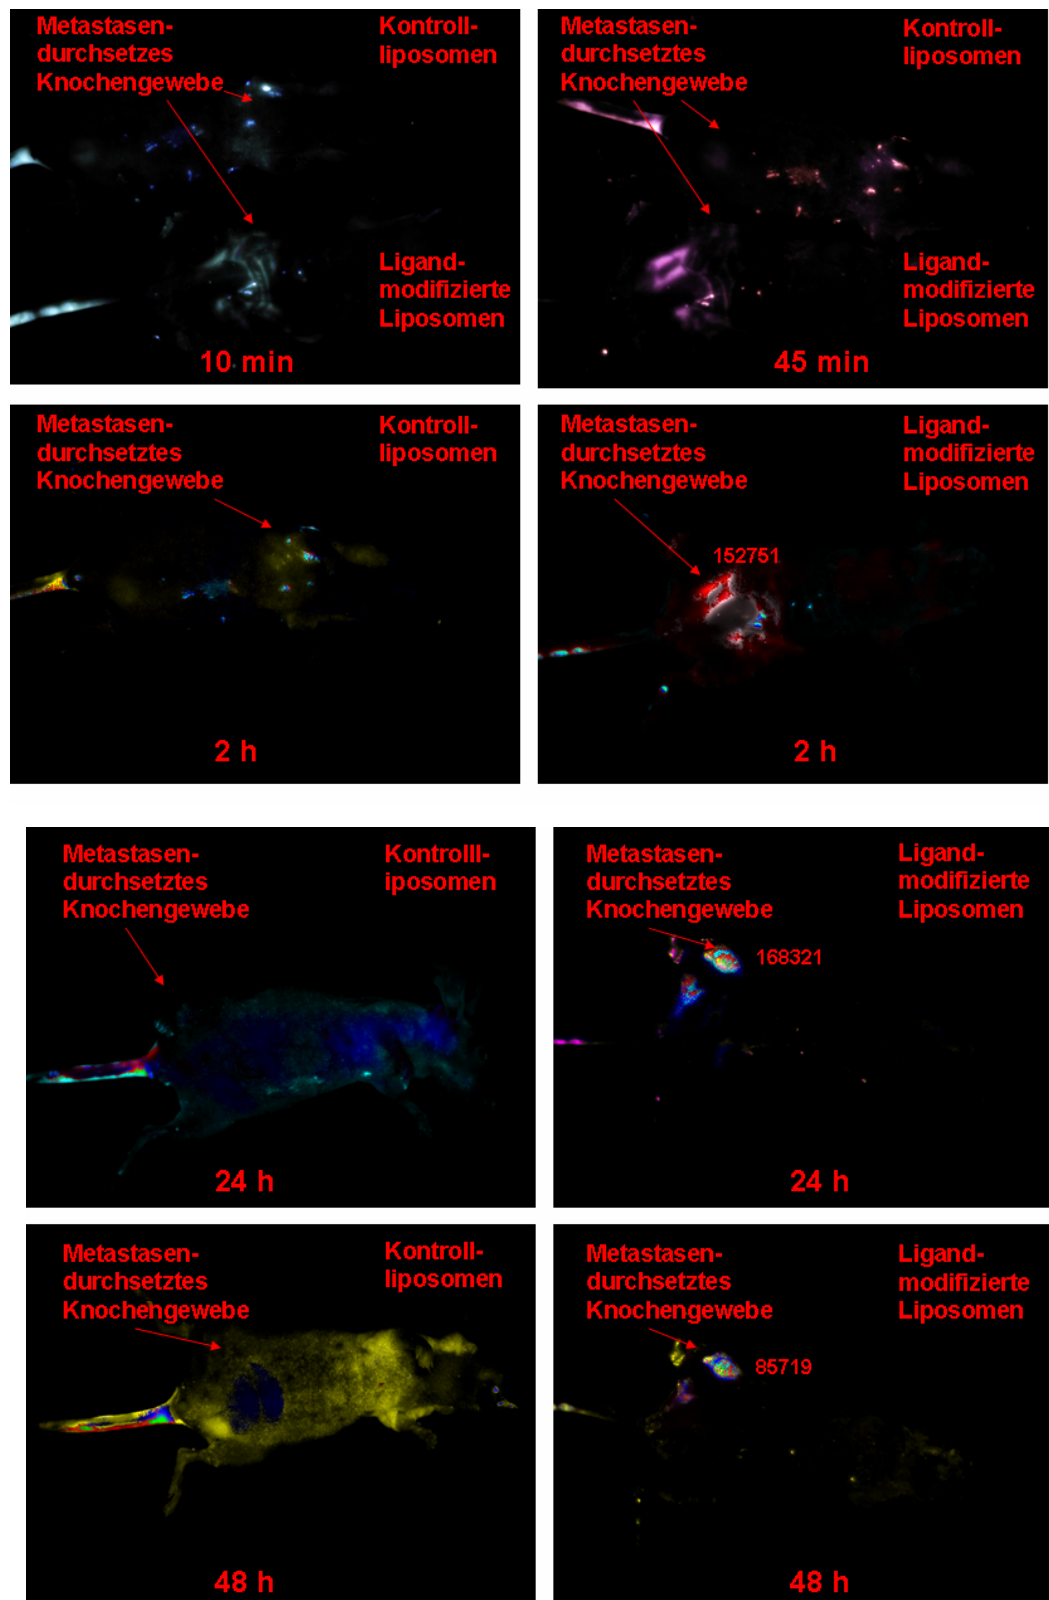 Metastasen-
durchsetzes
Knochengewebe
Kontroll-
liposomen
Ligand-
modifizierte
Liposomen
10 min
Metastasen-
durchsetztes
Knochengewebe
Kontroll-
liposomen
Ligand-
modifizierte
Liposomen
45 min
Metastasen-
durchsetztes
Knochengewebe
Kontroll-
liposomen
2 h
Metastasen-
durchsetztes
Knochengewebe
Ligand-
modifizierte
Liposomen
152751
2 h
Metastasen-
durchsetztes
Knochengewebe
Kontrolll-
iposomen
24 h
Metastasen-
durchsetztes
Knochengewebe
Ligand-
modifizierte
Liposomen
168321
24 h
Metastasen-
durchsetztes
Knochengewebe
Kontroll-
liposomen
48 h
Metastasen-
durchsetztes
Knochengewebe
Ligand-
modifizierte
Liposomen
85719
48 h